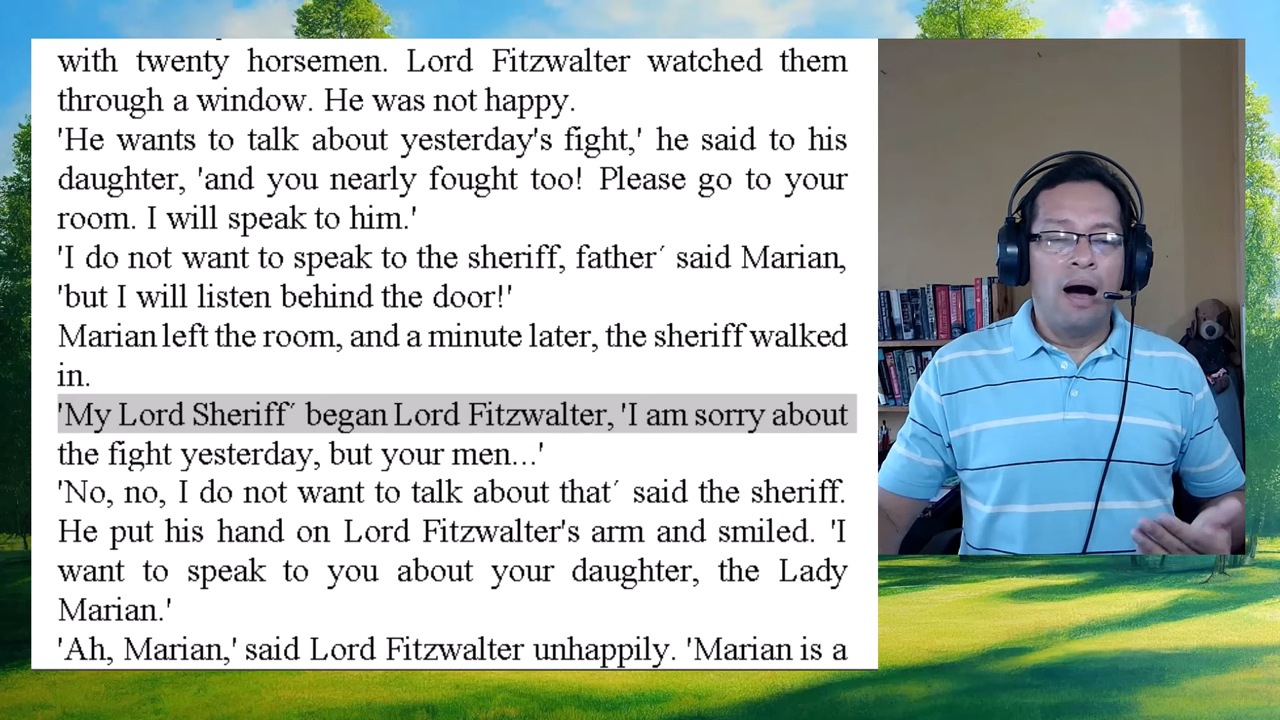 with twenty horsemen. Lord Fitzwalter watched them
through a window. He was not happy.
'He wants to talk about yesterday's fight,' he said to his
daughter, 'and you nearly fought too! Please go to your
room. I will speak to him.'
'I do not want to speak to the sheriff, father´ said Marian,
'but I will listen behind the door!'
Marian left the room, and a minute later, the sheriff walked
in.
'My Lord Sheriff´ began Lord Fitzwalter, 'I am sorry about
the fight yesterday, but your men...'
'No, no, I do not want to talk about that´ said the sheriff.
He put his hand on Lord Fitzwalter's arm and smiled. 'I
want to speak to you about your daughter, the Lady
Marian.'
'Ah, Marian,' said Lord Fitzwalter unhappily. 'Marian is a